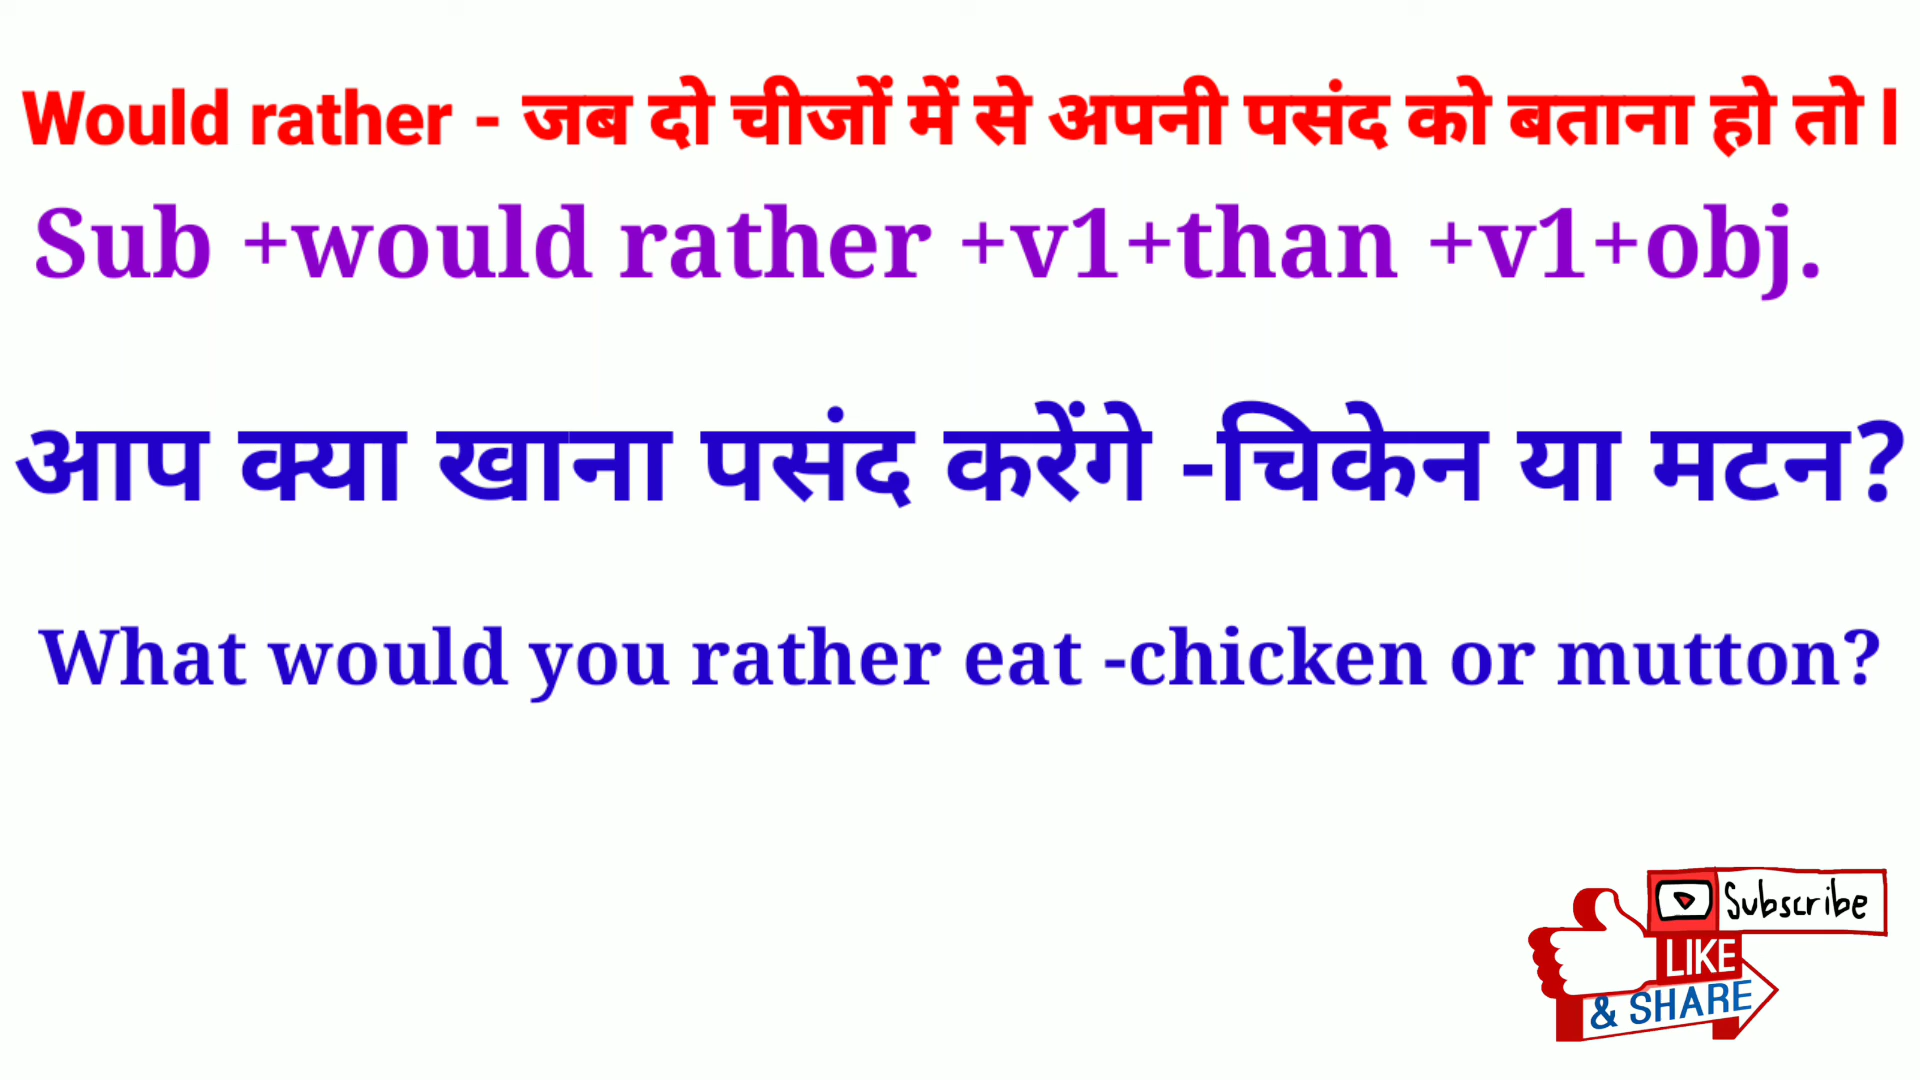 Would rather - जब दो चीजों में से अपनी पसंद को बताना हो तो l
Sub +would rather +v1+than +v1+obj.
आप क्या खाना पसंद करेंगे -चिकेन या मटन?
What would you rather eat -chicken or mutton?
Subscribe
LIKE
& SHARE